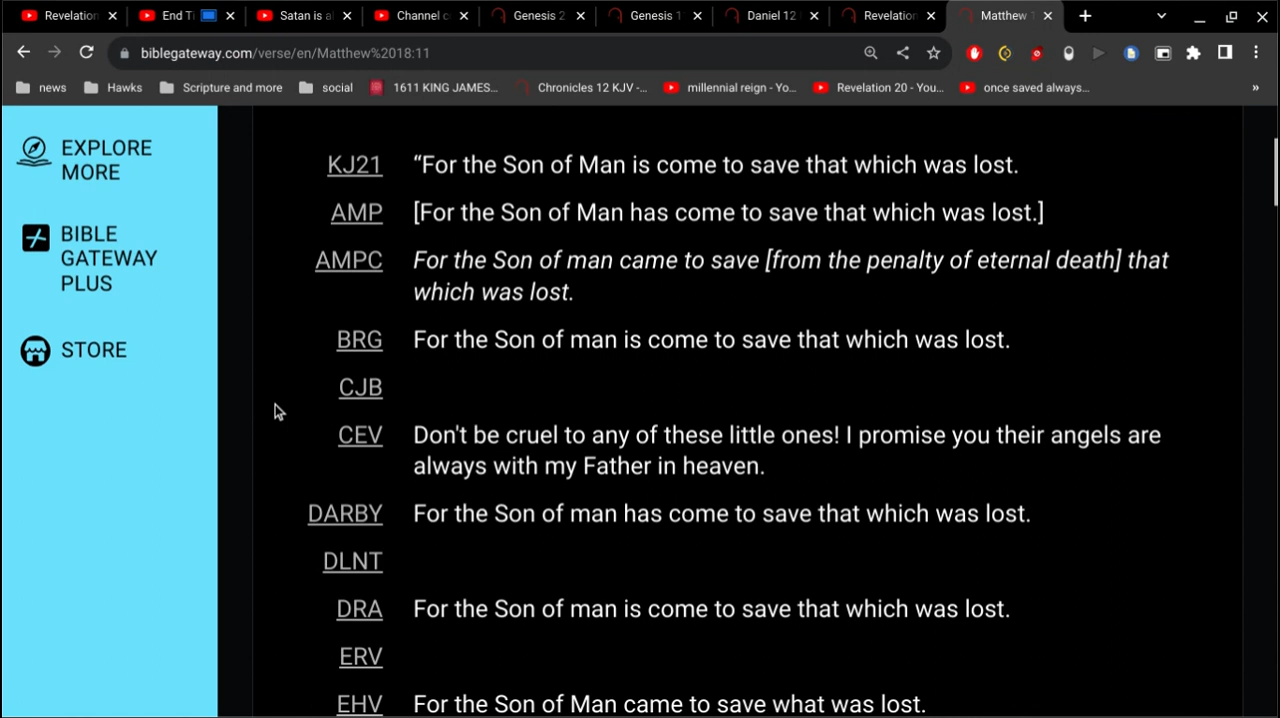 Revelation
End Ti
Satan is a
Channel c
Genesis 2
Genesis 1
Daniel 12
Revelation
Matthew 1
biblegateway.com/verse/en/Matthew%2018:11
news
Hawks
Scripture and more
social
1611 KING JAMES...
Chronicles 12 KJV -...
millennial reign - Yo...
Revelation 20 - You...
once saved always...
»
EXPLORE
MORE
BIBLE
GATEWAY
PLUS
STORE
KJ21 “For the Son of Man is come to save that which was lost.
AMP [For the Son of Man has come to save that which was lost.]
AMPC For the Son of man came to save [from the penalty of eternal death] that
which was lost.
BRG For the Son of man is come to save that which was lost.
CJB
CEV Don't be cruel to any of these little ones! I promise you their angels are
always with my Father in heaven.
DARBY For the Son of man has come to save that which was lost.
DLNT
DRA For the Son of man is come to save that which was lost.
ERV
EHV For the Son of Man came to save what was lost.